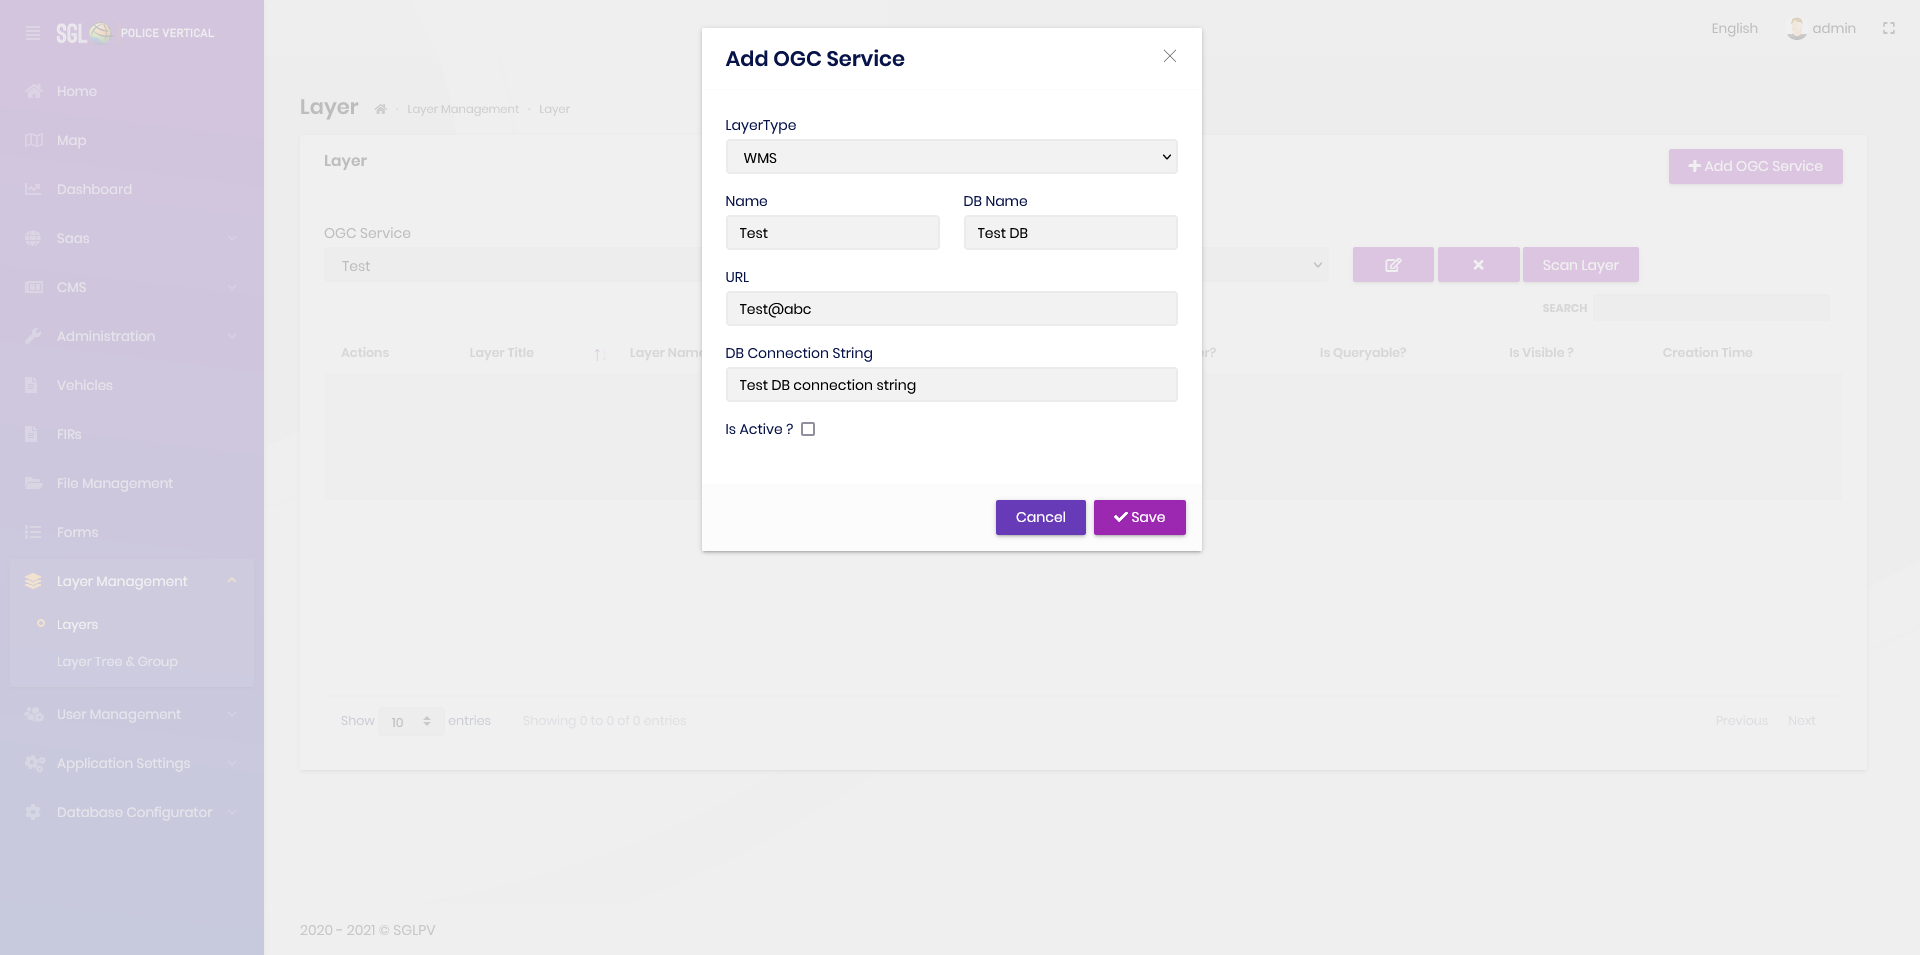 SGL POLICE VERTICAL
Home
Map
Dashboard
Saas
CMS
Administration
Vehicles
FIRs
File Management
Forms
Layer Management
Layers
Layer Tree & Group
User Management
Application Settings
Database Configurator
English
admin
Layer
Layer Management
Layer
Layer
Add OGC Service
OGC Service
Test
Scan Layer
SEARCH
Actions
Layer Title
Layer Name
Is Queryable?
Is Visible ?
Creation Time
Show 10 entries
Showing 0 to 0 of 0 entries
Previous Next
2020 - 2021 © SGLPV
Add OGC Service
LayerType
WMS
Name
DB Name
Test
Test DB
URL
Test@abc
DB Connection String
Test DB connection string
Is Active ?
Cancel
Save